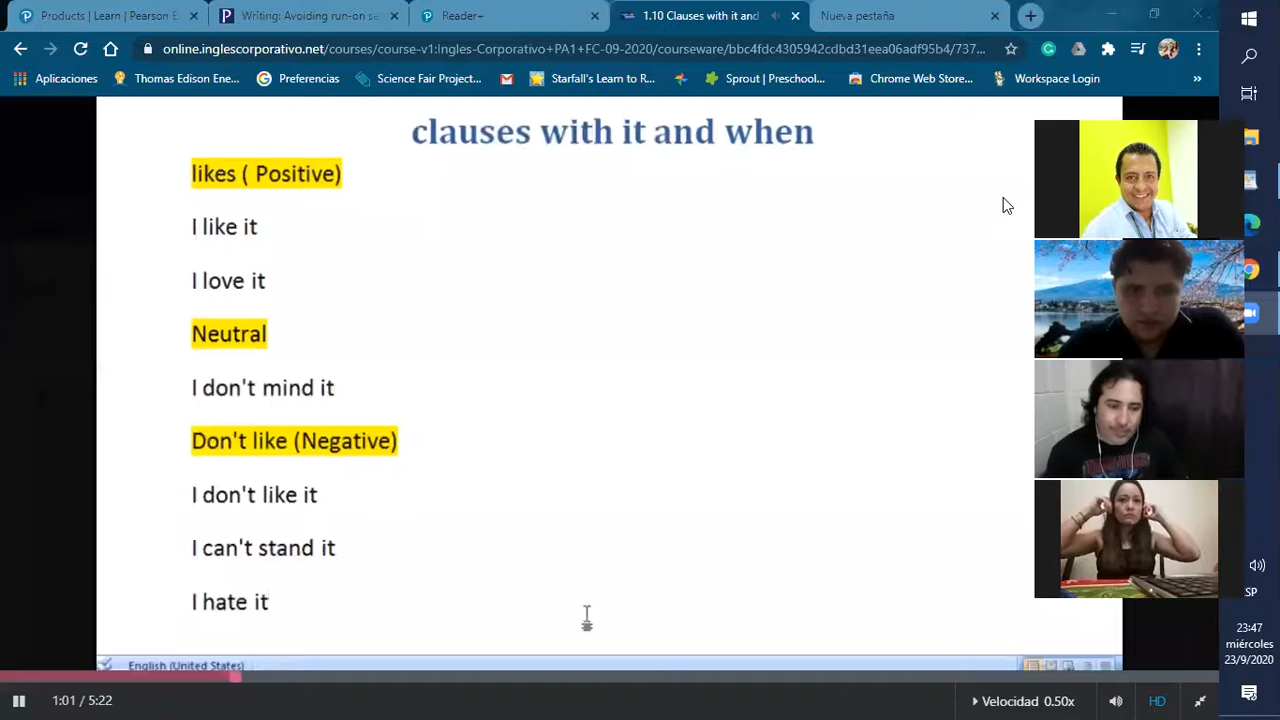 Products | Learn | Pearson E
Writing: Avoiding run-on se
Reader+
1.10 Clauses with it and
Nueva pestaña
online.inglescorporativo.net/courses/course-v1:Ingles-Corporativo+PA1+FC-09-2020/courseware/bbc4fdc4305942cdbd31eea06adf95b4/737...
Aplicaciones
Thomas Edison Ene...
Preferencias
Science Fair Project...
Starfall's Learn to R...
Sprout | Preschool...
Chrome Web Store...
Workspace Login
»
clauses with it and when
likes ( Positive)
I like it
I love it
Neutral
I don't mind it
Don't like (Negative)
I don't like it
I can't stand it
I hate it
English (United States)
1:01 / 5:22
Velocidad 0.50x
HD
SP
23:47
miércoles
23/9/2020